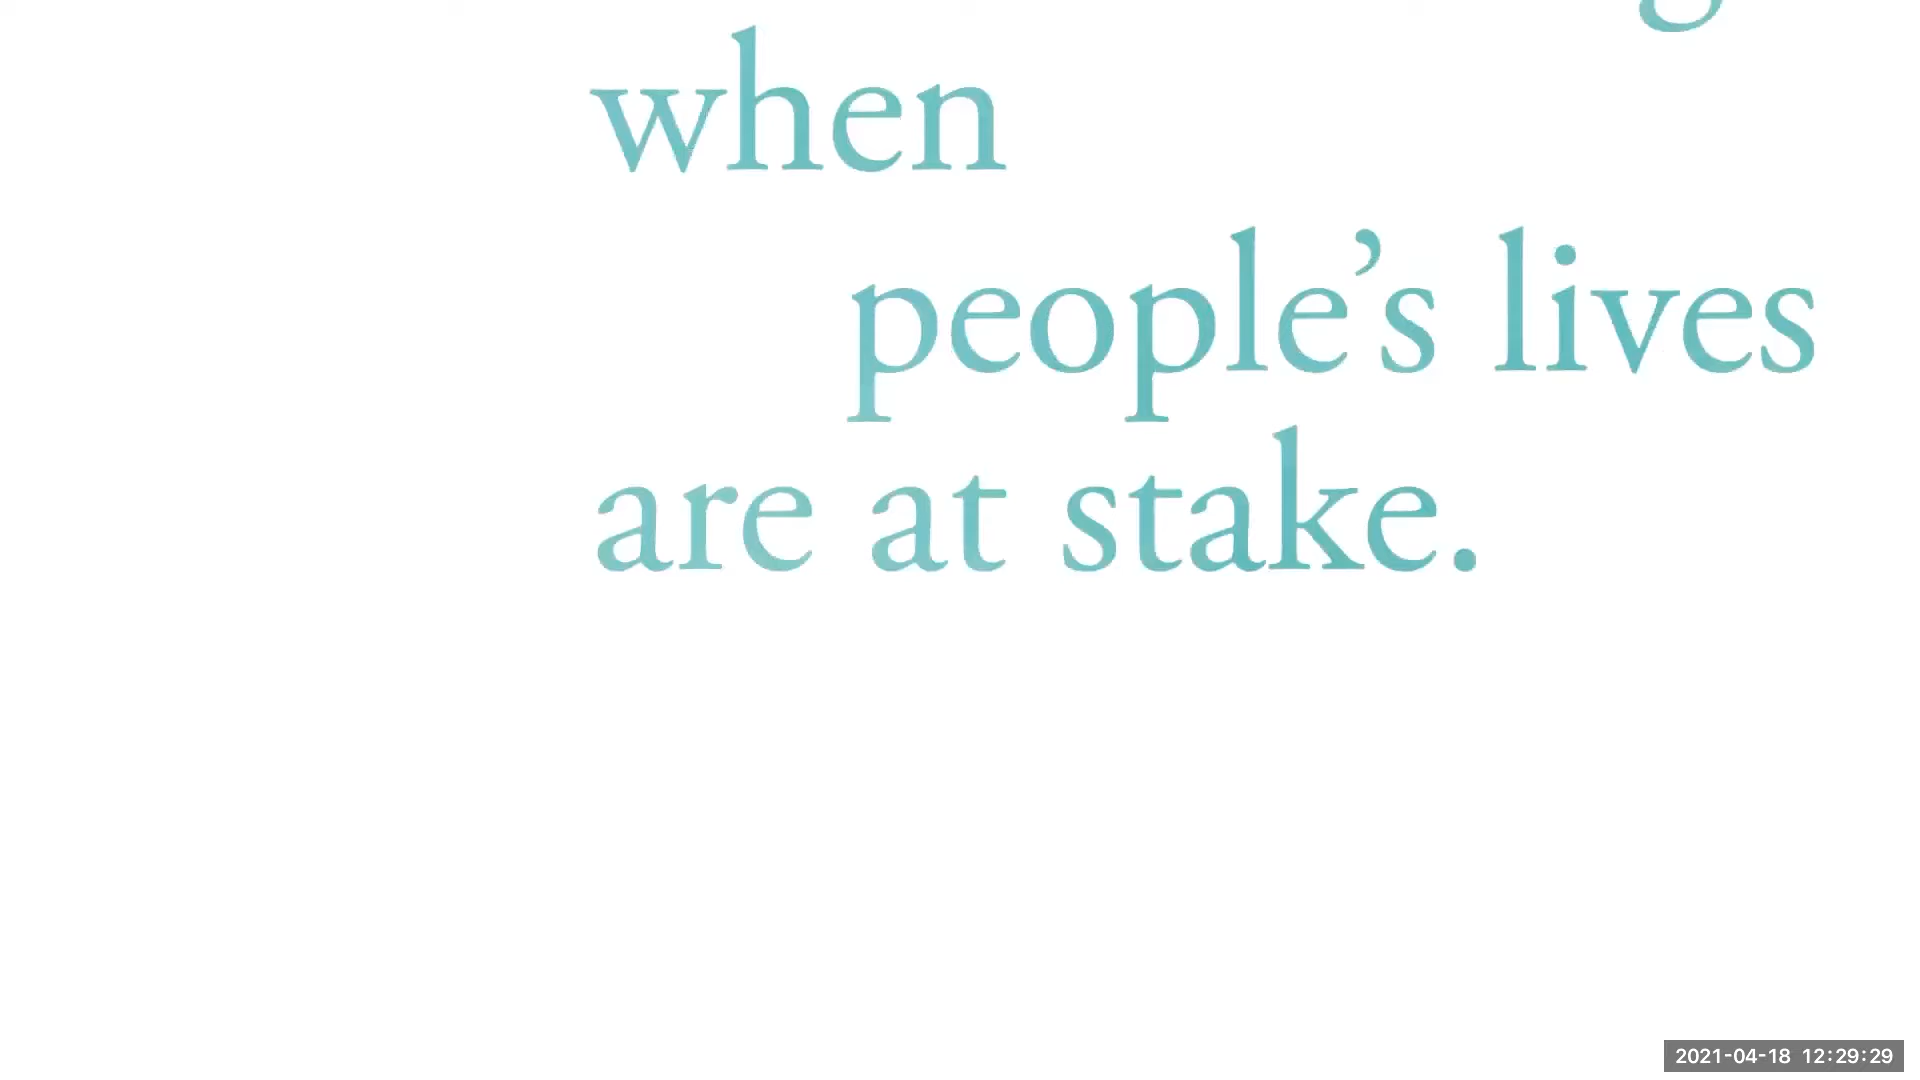 when
people’s lives
are at stake.
2021-04-18 12:29:29